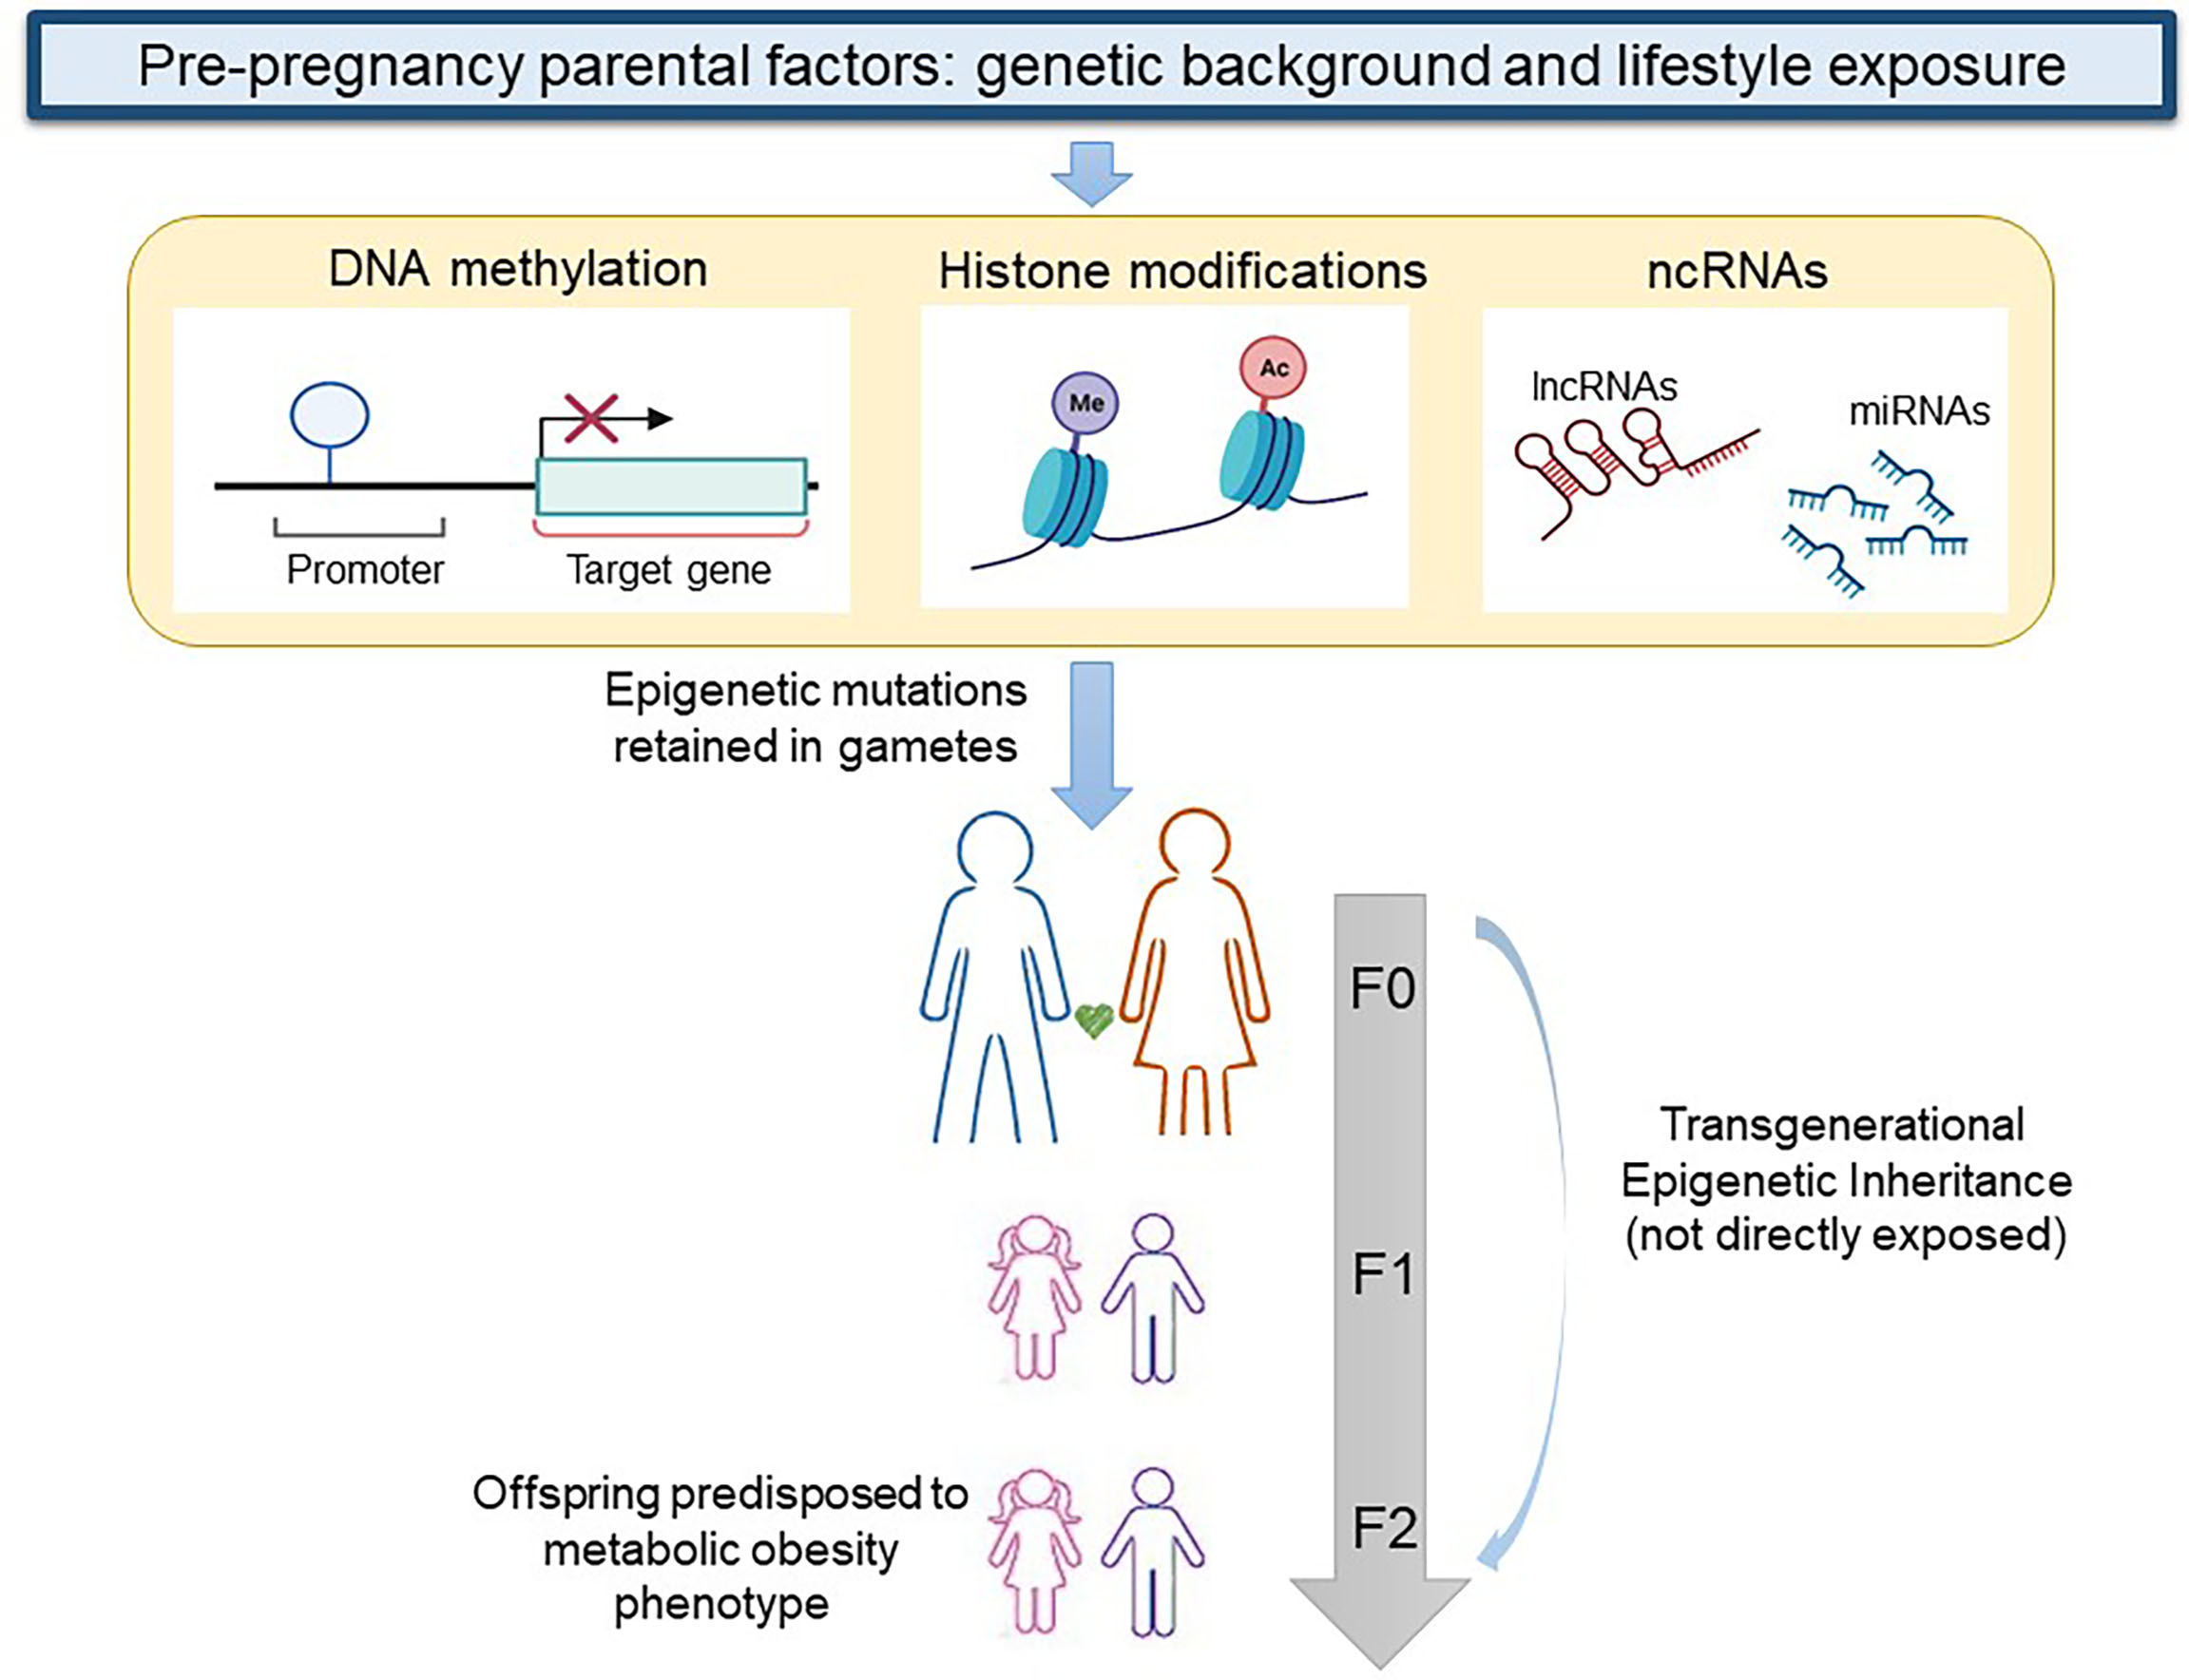 Pre-pregnancy parental factors: genetic background and lifestyle exposure
DNA methylation
Histone modifications
ncRNAs
Promoter
Target gene
Me
Ac
lncRNAs
miRNAs
Epigenetic mutations
retained in gametes
F0
F1
F2
Transgenerational
Epigenetic Inheritance
(not directly exposed)
Offspring predisposed to
metabolic obesity
phenotype